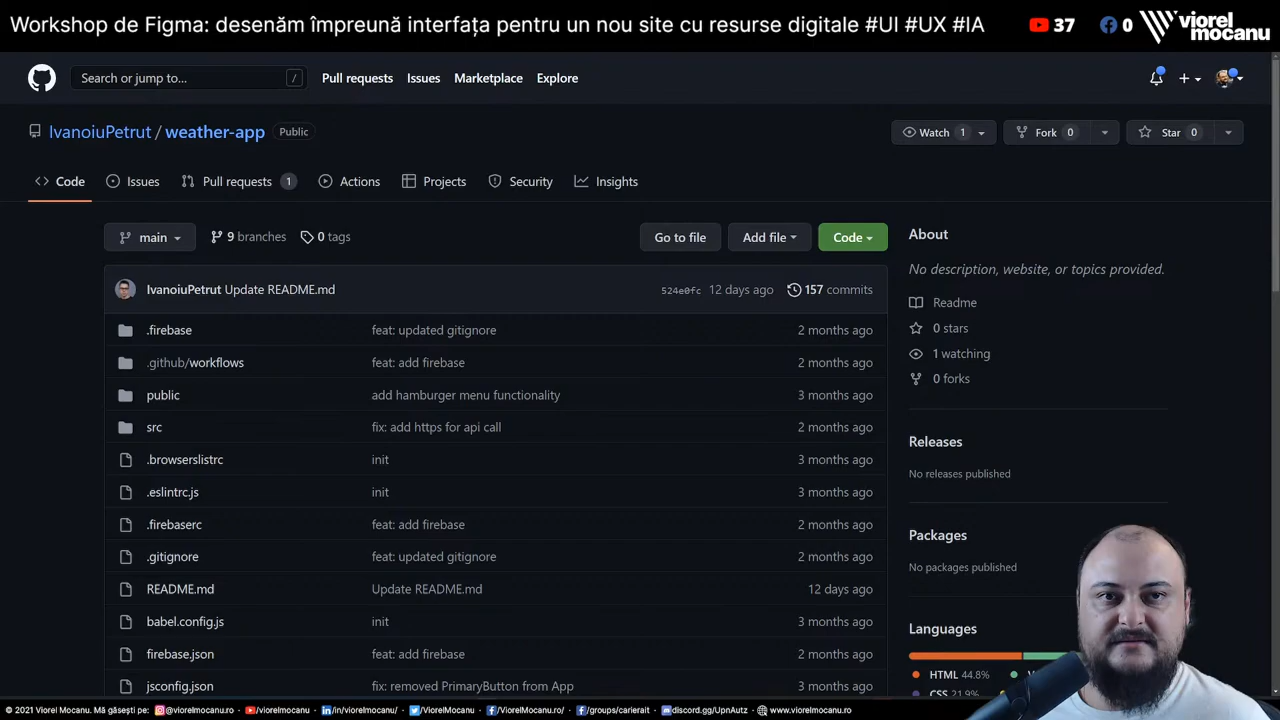 Workshop de Figma: desenăm împreună interfața pentru un nou site cu resurse digitale #UI #UX #IA
37
0
viorel mocanu
Search or jump to...
/
Pull requests
Issues
Marketplace
Explore
IvanoiuPetrut / weather-app
Public
Watch 1
Fork 0
Star 0
Code
Issues
Pull requests 1
Actions
Projects
Security
Insights
main
9 branches
0 tags
Go to file
Add file
Code
IvanoiuPetrut Update README.md
524e0fc 12 days ago
157 commits
.firebase feat: updated gitignore 2 months ago
.github/workflows feat: add firebase 2 months ago
public add hamburger menu functionality 3 months ago
src fix: add https for api call 2 months ago
.browserslistrc init 3 months ago
.eslintrc.js init 3 months ago
.firebaserc feat: add firebase 2 months ago
.gitignore feat: updated gitignore 2 months ago
README.md Update README.md 12 days ago
babel.config.js init 3 months ago
firebase.json feat: add firebase 2 months ago
jsconfig.json fix: removed PrimaryButton from App 3 months ago
About
No description, website, or topics provided.
Readme
0 stars
1 watching
0 forks
Releases
No releases published
Packages
No packages published
Languages
HTML 44.8%
CSS 21.9%
© 2021 Viorel Mocanu. Mă găsești pe: @viorelmocanu.ro /viorelmocanu in/viorelmocanu/ /ViorelMocanu /ViorelMocanu.ro/ /groups/carierait discord.gg/UpnAutz www.viorelmocanu.ro